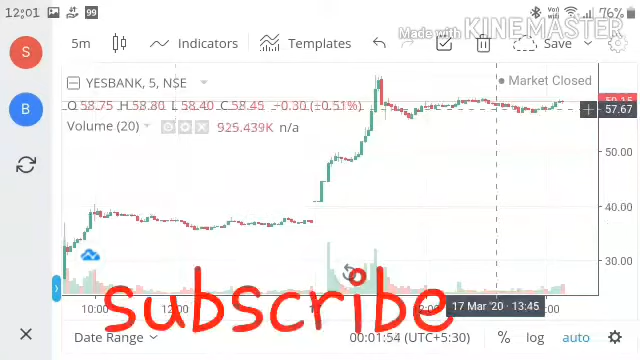 12:01 99 76%
Made with KINEMASTER
S 5m Indicators Templates Save
YESBANK, 5, NSE Market Closed
O 58.75 H 58.80 L 58.40 C 58.45 −0.30 (−0.51%)
B
57.67
Volume (20) 925.439K n/a
50.00
40.00
30.00
subscribe
10:00 12:00 17 Mar '20 - 13:45
Date Range 00:01:54 (UTC+5:30) % log auto